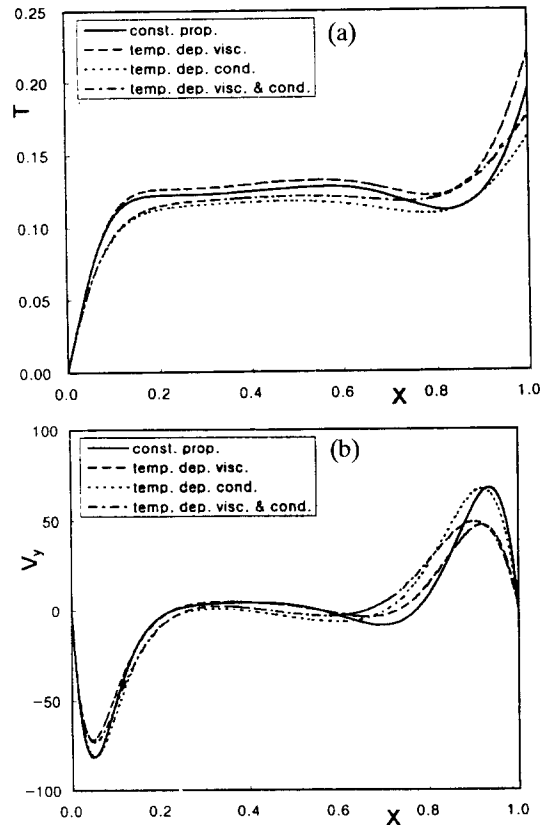 0.25
const. prop.
(a)
temp. dep. visc.
temp. dep. cond.
0.20
temp. dep. visc. & cond.
T
0.15
0.10
0.05
0.00
0.0 0.2 0.4 0.6 X 0.8 1.0
100
const. prop.
(b)
temp. dep. visc.
temp. dep. cond.
temp. dep. visc. & cond.
50
Vy
0
−50
−100
0.0 0.2 0.4 0.6 X 0.8 1.0